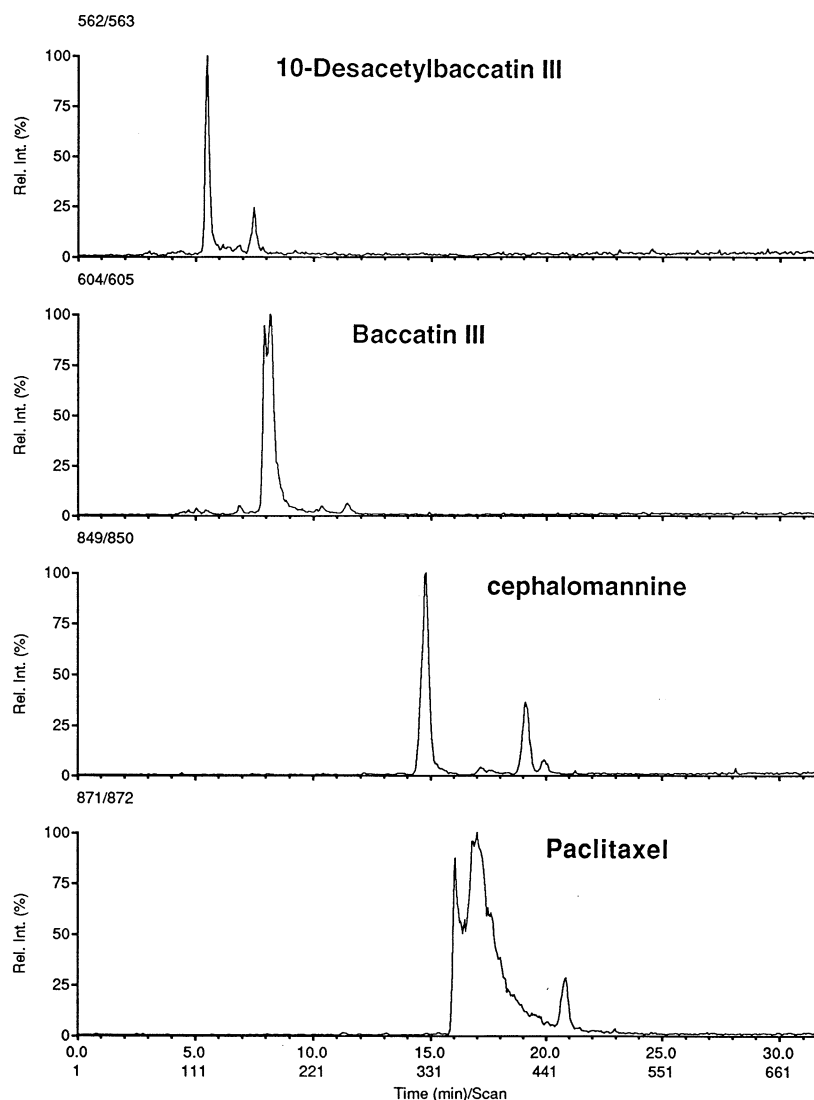 562/563
10-Desacetylbaccatin III
Rel. Int. (%)
100
75
50
25
0
604/605
Baccatin III
Rel. Int. (%)
100
75
50
25
0
849/850
cephalomannine
Rel. Int. (%)
100
75
50
25
0
871/872
Paclitaxel
Rel. Int. (%)
100
75
50
25
0
0.0 5.0 10.0 15.0 20.0 25.0 30.0
1 111 221 331 441 551 661
Time (min)/Scan